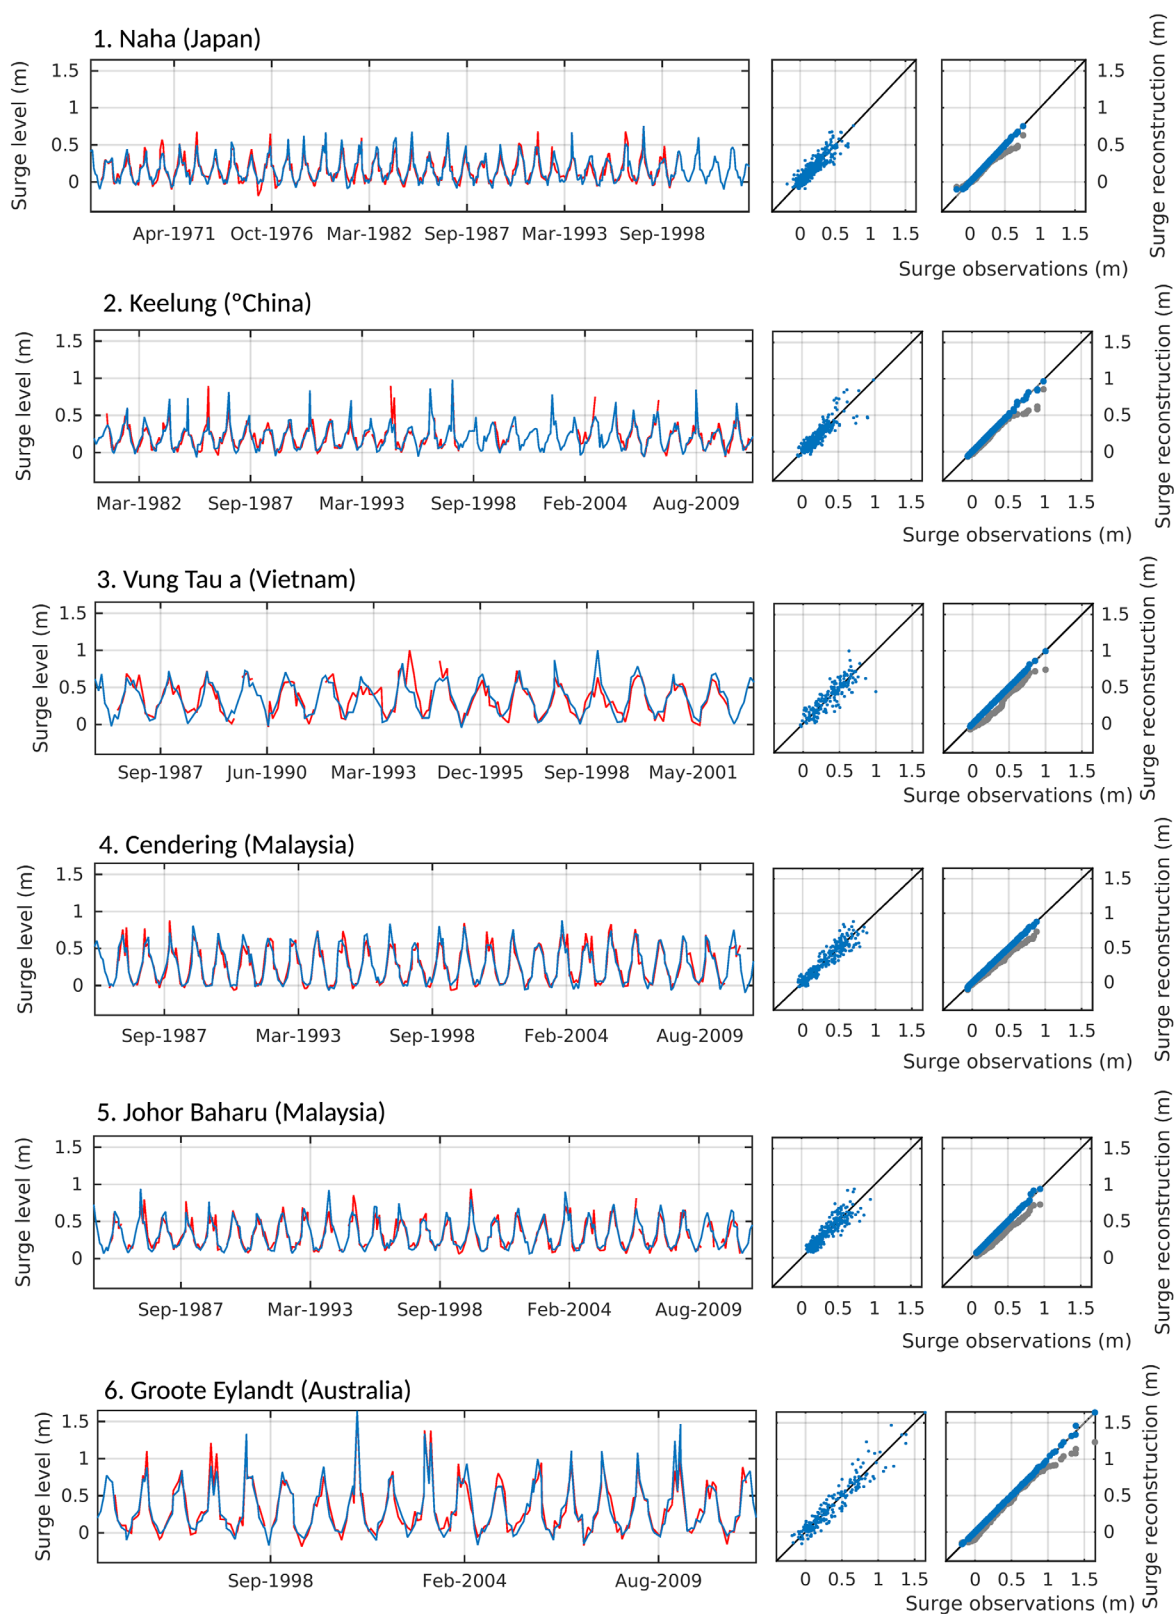 1. Naha (Japan)
Surge level (m)
1.5
1
0.5
0
Apr-1971 Oct-1976 Mar-1982 Sep-1987 Mar-1993 Sep-1998
0 0.5 1 1.5
0 0.5 1 1.5
1.5
1
0.5
0
Surge reconstruction (m)
Surge observations (m)
2. Keelung (ºChina)
Surge level (m)
1.5
1
0.5
0
Mar-1982 Sep-1987 Mar-1993 Sep-1998 Feb-2004 Aug-2009
0 0.5 1 1.5
0 0.5 1 1.5
1.5
1
0.5
0
Surge reconstruction (m)
Surge observations (m)
3. Vung Tau a (Vietnam)
Surge level (m)
1.5
1
0.5
0
Sep-1987 Jun-1990 Mar-1993 Dec-1995 Sep-1998 May-2001
0 0.5 1 1.5
0 0.5 1 1.5
1.5
1
0.5
0
Surge reconstruction (m)
Surge observations (m)
4. Cendering (Malaysia)
Surge level (m)
1.5
1
0.5
0
Sep-1987 Mar-1993 Sep-1998 Feb-2004 Aug-2009
0 0.5 1 1.5
0 0.5 1 1.5
1.5
1
0.5
0
Surge reconstruction (m)
Surge observations (m)
5. Johor Baharu (Malaysia)
Surge level (m)
1.5
1
0.5
0
Sep-1987 Mar-1993 Sep-1998 Feb-2004 Aug-2009
0 0.5 1 1.5
0 0.5 1 1.5
1.5
1
0.5
0
Surge reconstruction (m)
Surge observations (m)
6. Groote Eylandt (Australia)
Surge level (m)
1.5
1
0.5
0
Sep-1998 Feb-2004 Aug-2009
0 0.5 1 1.5
0 0.5 1 1.5
1.5
1
0.5
0
Surge reconstruction (m)
Surge observations (m)